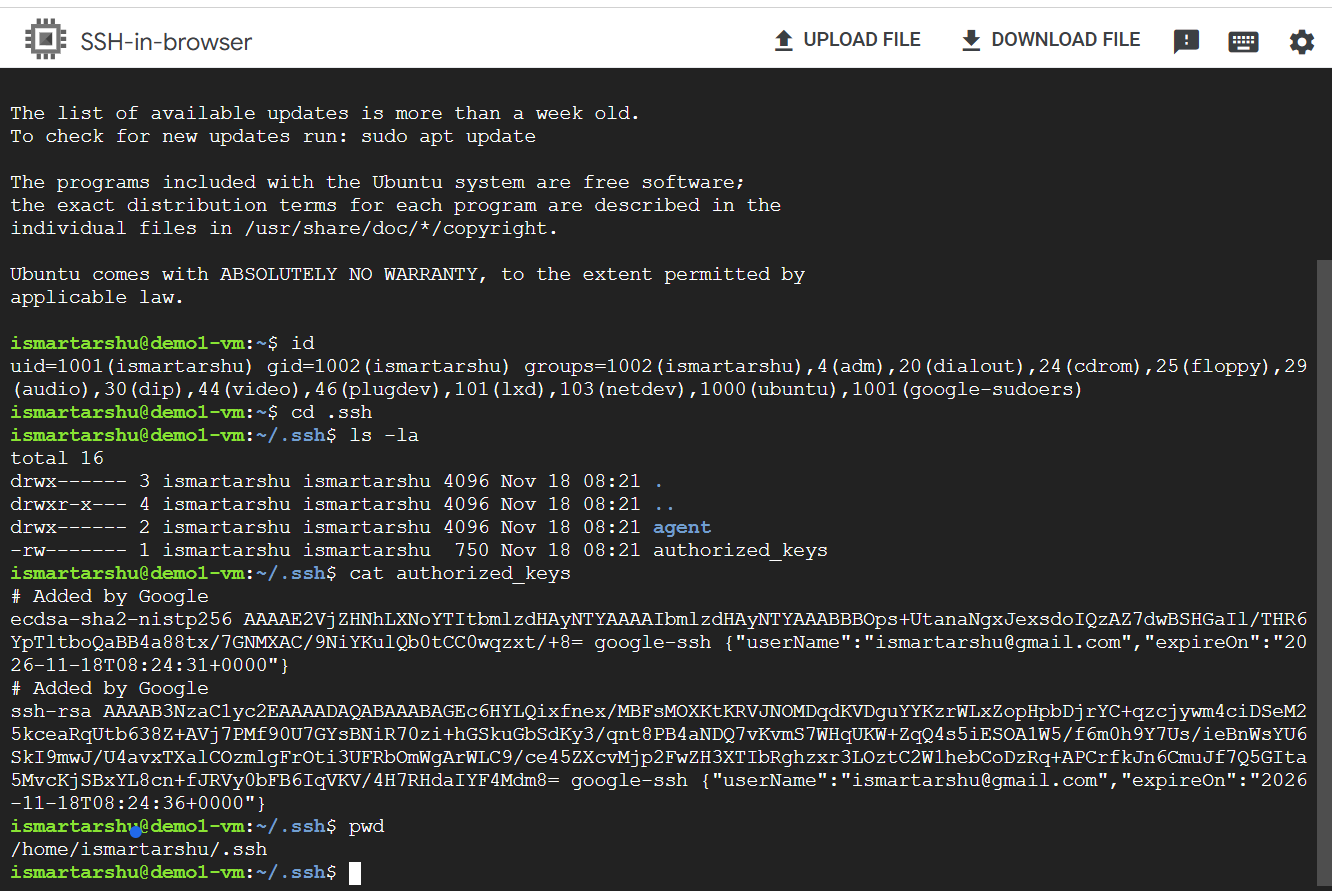 SSH-in-browser
UPLOAD FILE
DOWNLOAD FILE
The list of available updates is more than a week old.
To check for new updates run: sudo apt update
The programs included with the Ubuntu system are free software;
the exact distribution terms for each program are described in the
individual files in /usr/share/doc/*/copyright.
Ubuntu comes with ABSOLUTELY NO WARRANTY, to the extent permitted by
applicable law.
ismartarshu@demo1-vm:~$ id
uid=1001(ismartarshu) gid=1002(ismartarshu) groups=1002(ismartarshu),4(adm),20(dialout),24(cdrom),25(floppy),29
(audio),30(dip),44(video),46(plugdev),101(lxd),103(netdev),1000(ubuntu),1001(google-sudoers)
ismartarshu@demo1-vm:~$ cd .ssh
ismartarshu@demo1-vm:~/.ssh$ ls -la
total 16
drwx------ 3 ismartarshu ismartarshu 4096 Nov 18 08:21 .
drwxr-x--- 4 ismartarshu ismartarshu 4096 Nov 18 08:21 ..
drwx------ 2 ismartarshu ismartarshu 4096 Nov 18 08:21 agent
-rw------- 1 ismartarshu ismartarshu  750 Nov 18 08:21 authorized_keys
ismartarshu@demo1-vm:~/.ssh$ cat authorized_keys
# Added by Google
ecdsa-sha2-nistp256 AAAAE2VjZHNhLXNoYTItbmlzdHAyNTYAAAAIbmlzdHAyNTYAAABBBOps+UtanaNgxJexsdoIQzAZ7dwBSHGaIl/THR6
YpTltboQaBB4a88tx/7GNMXAC/9NiYKulQb0tCC0wqzxt/+8= google-ssh {"userName":"ismartarshu@gmail.com","expireOn":"20
26-11-18T08:24:31+0000"}
# Added by Google
ssh-rsa AAAAB3NzaC1yc2EAAAADAQABAAABAGEc6HYLQixfnex/MBFsMOXKtKRVJNOMDqdKVDguYYKzrWLxZopHpbDjrYC+qzcjywm4ciDSeM2
5kceaRqUtb638Z+AVj7PMf90U7GYsBNiR70zi+hGSkuGbSdKy3/qnt8PB4aNDQ7vKvmS7WHqUKW+ZqQ4s5iESOA1W5/f6m0h9Y7Us/ieBnWsYU6
SkI9mwJ/U4avxTXalCOzmlgFrOti3UFRbOmWgArWLC9/ce45ZXcvMjp2FwZH3XTIbRghzxr3LOztC2W1hebCoDzRq+APCrfkJn6CmuJf7Q5GIta
5MvcKjSBxYL8cn+fJRVy0bFB6IqVKV/4H7RHdaIYF4Mdm8= google-ssh {"userName":"ismartarshu@gmail.com","expireOn":"2026
-11-18T08:24:36+0000"}
ismartarshu@demo1-vm:~/.ssh$ pwd
/home/ismartarshu/.ssh
ismartarshu@demo1-vm:~/.ssh$